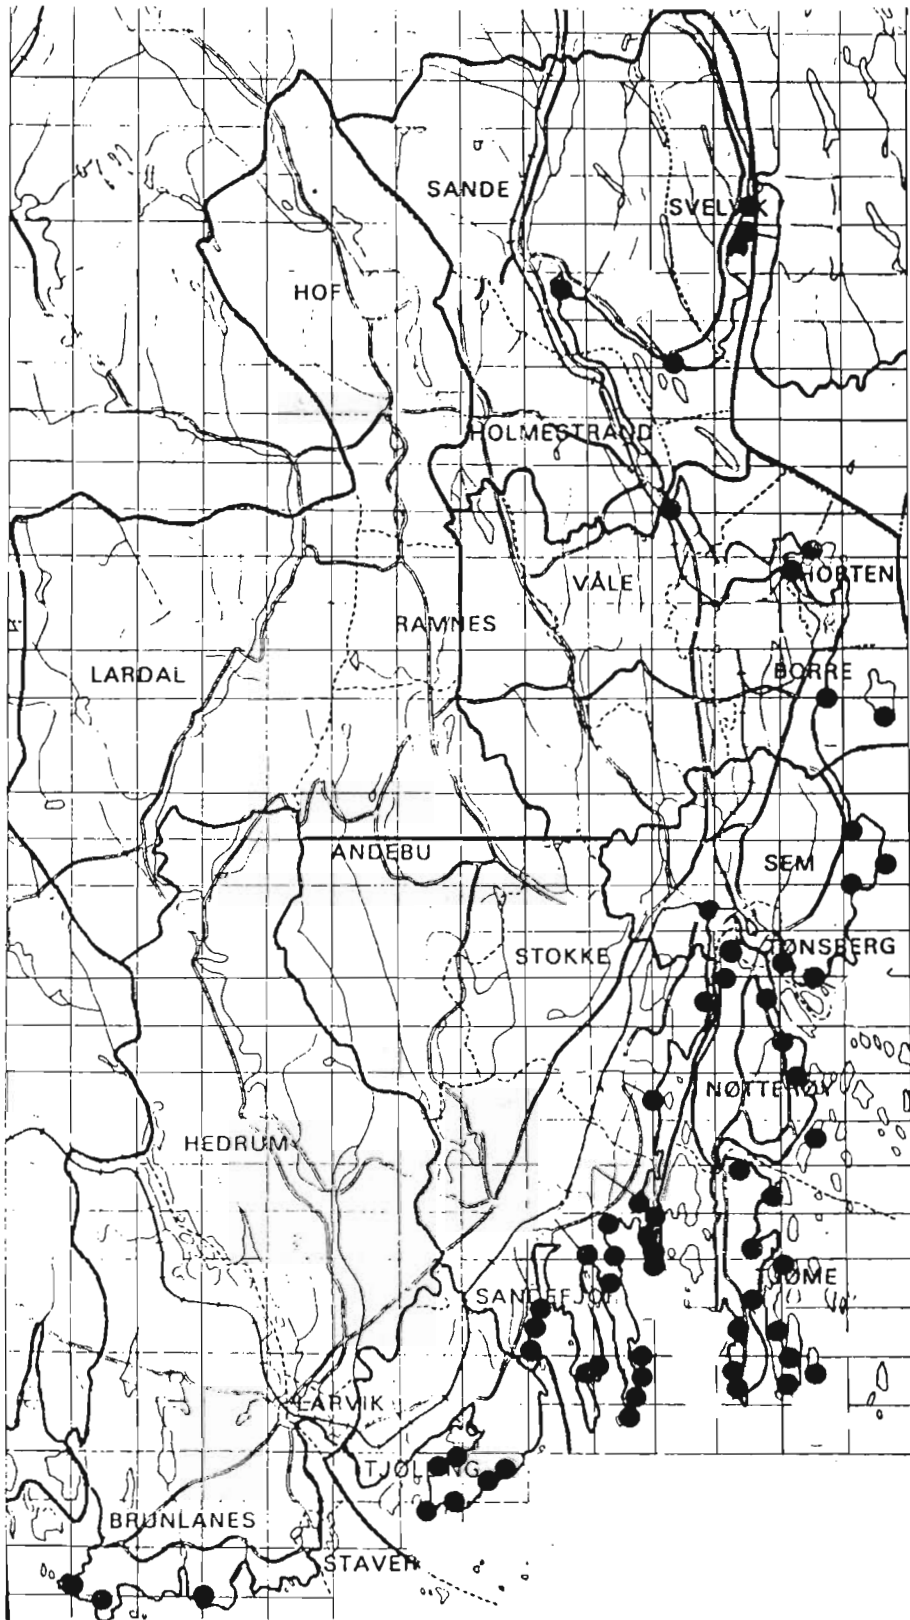 SANDE
SVELVIK
HOF
HOLMESTRAND
VÅLE
HORTEN
RAMNES
LARDAL
BORRE
ANDEBU
SEM
STOKKE
TØNSBERG
NØTTERØY
HEDRUM
TJØME
SANDEFJORD
LARVIK
TJØLLING
BRUNLANES
STAVERN